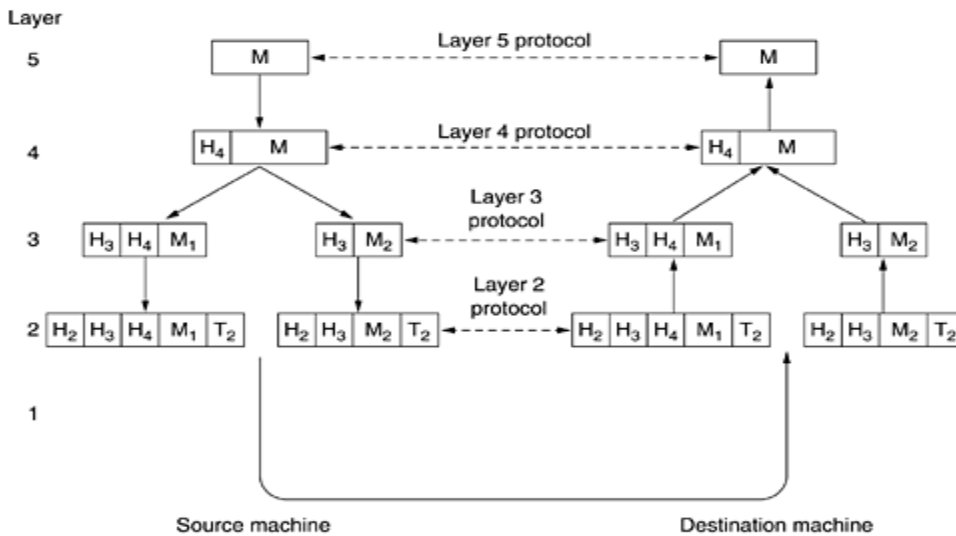 Layer
5 M Layer 5 protocol M
4 H₄ M Layer 4 protocol H₄ M
3 H₃ H₄ M₁ H₃ M₂ Layer 3 protocol H₃ H₄ M₁ H₃ M₂
2 H₂ H₃ H₄ M₁ T₂ H₂ H₃ M₂ T₂ Layer 2 protocol H₂ H₃ H₄ M₁ T₂ H₂ H₃ M₂ T₂
1
Source machine Destination machine